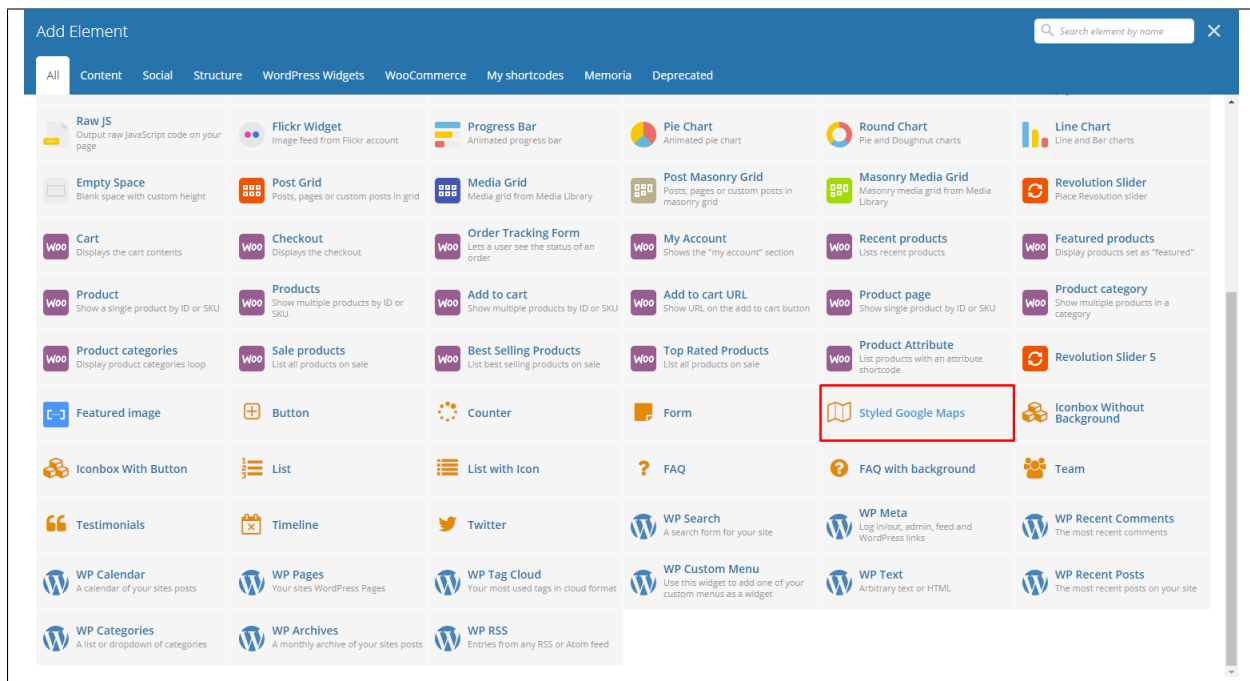 Add Element
Search element by name
All Content Social Structure WordPress Widgets WooCommerce My shortcodes Memoria Deprecated
Raw JS
Output raw JavaScript code on your
page
Flickr Widget
Image feed from Flickr account
Progress Bar
Animated progress bar
Pie Chart
Animated pie chart
Round Chart
Pie and Doughnut charts
Line Chart
Line and Bar charts
Empty Space
Blank space with custom height
Post Grid
Posts, pages or custom posts in grid
Media Grid
Media grid from Media Library
Post Masonry Grid
Posts, pages or custom posts in
masonry grid
Masonry Media Grid
Masonry media grid from Media
Library
Revolution Slider
Place Revolution slider
Woo
Cart
Displays the cart contents
Woo
Checkout
Displays the checkout
Woo
Order Tracking Form
Lets a user see the status of an
order
Woo
My Account
Shows the "my account" section
Woo
Recent products
Lists recent products
Woo
Featured products
Display products set as "featured"
Woo
Product
Show a single product by ID or SKU
Woo
Products
Show multiple products by ID or
SKU.
Woo
Add to cart
Show multiple products by ID or SKU
Woo
Add to cart URL
Show URL on the add to cart button
Woo
Product page
Show single product by ID or SKU
Woo
Product category
Show multiple products in a
category
Woo
Product categories
Display product categories loop
Woo
Sale products
List all products on sale
Woo
Best Selling Products
List best selling products on sale
Woo
Top Rated Products
List all products on sale
Woo
Product Attribute
List products with an attribute
shortcode
Revolution Slider 5
Featured image
Button
Counter
Form
Styled Google Maps
Iconbox Without
Background
Iconbox With Button
List
List with Icon
FAQ
FAQ with background
Team
Testimonials
Timeline
Twitter
WP Search
A search form for your site
WP Meta
Log in/out, admin, feed and
WordPress links
WP Recent Comments
The most recent comments
WP Calendar
A calendar of your sites posts
WP Pages
Your sites WordPress Pages
WP Tag Cloud
Your most used tags in cloud format
WP Custom Menu
Use this widget to add one of your
custom menus as a widget
WP Text
Arbitrary text or HTML
WP Recent Posts
The most recent posts on your site
WP Categories
A list or dropdown of categories
WP Archives
A monthly archive of your sites posts
WP RSS
Entries from any RSS or Atom feed